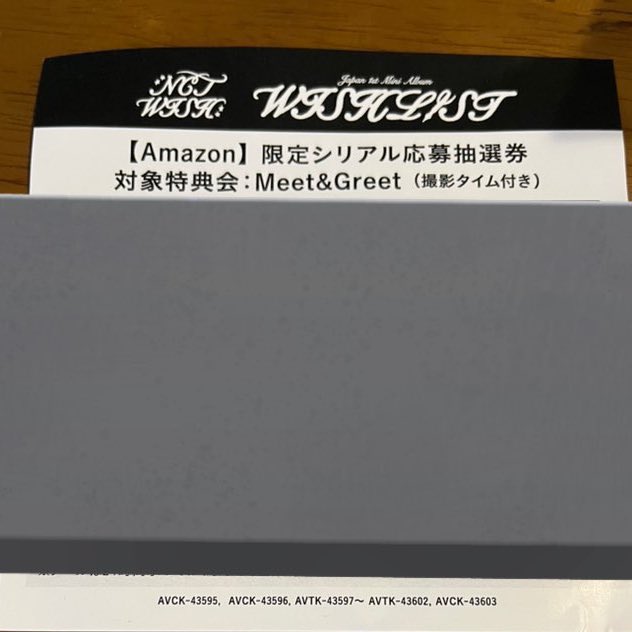 NCT WISH:
Japan 1st Mini Album
WISHLIST
【Amazon】限定シリアル応募抽選券
対象特典会：Meet&Greet（撮影タイム付き）
AVCK-43595,  AVCK-43596, AVTK-43597〜 AVTK-43602, AVCK-43603